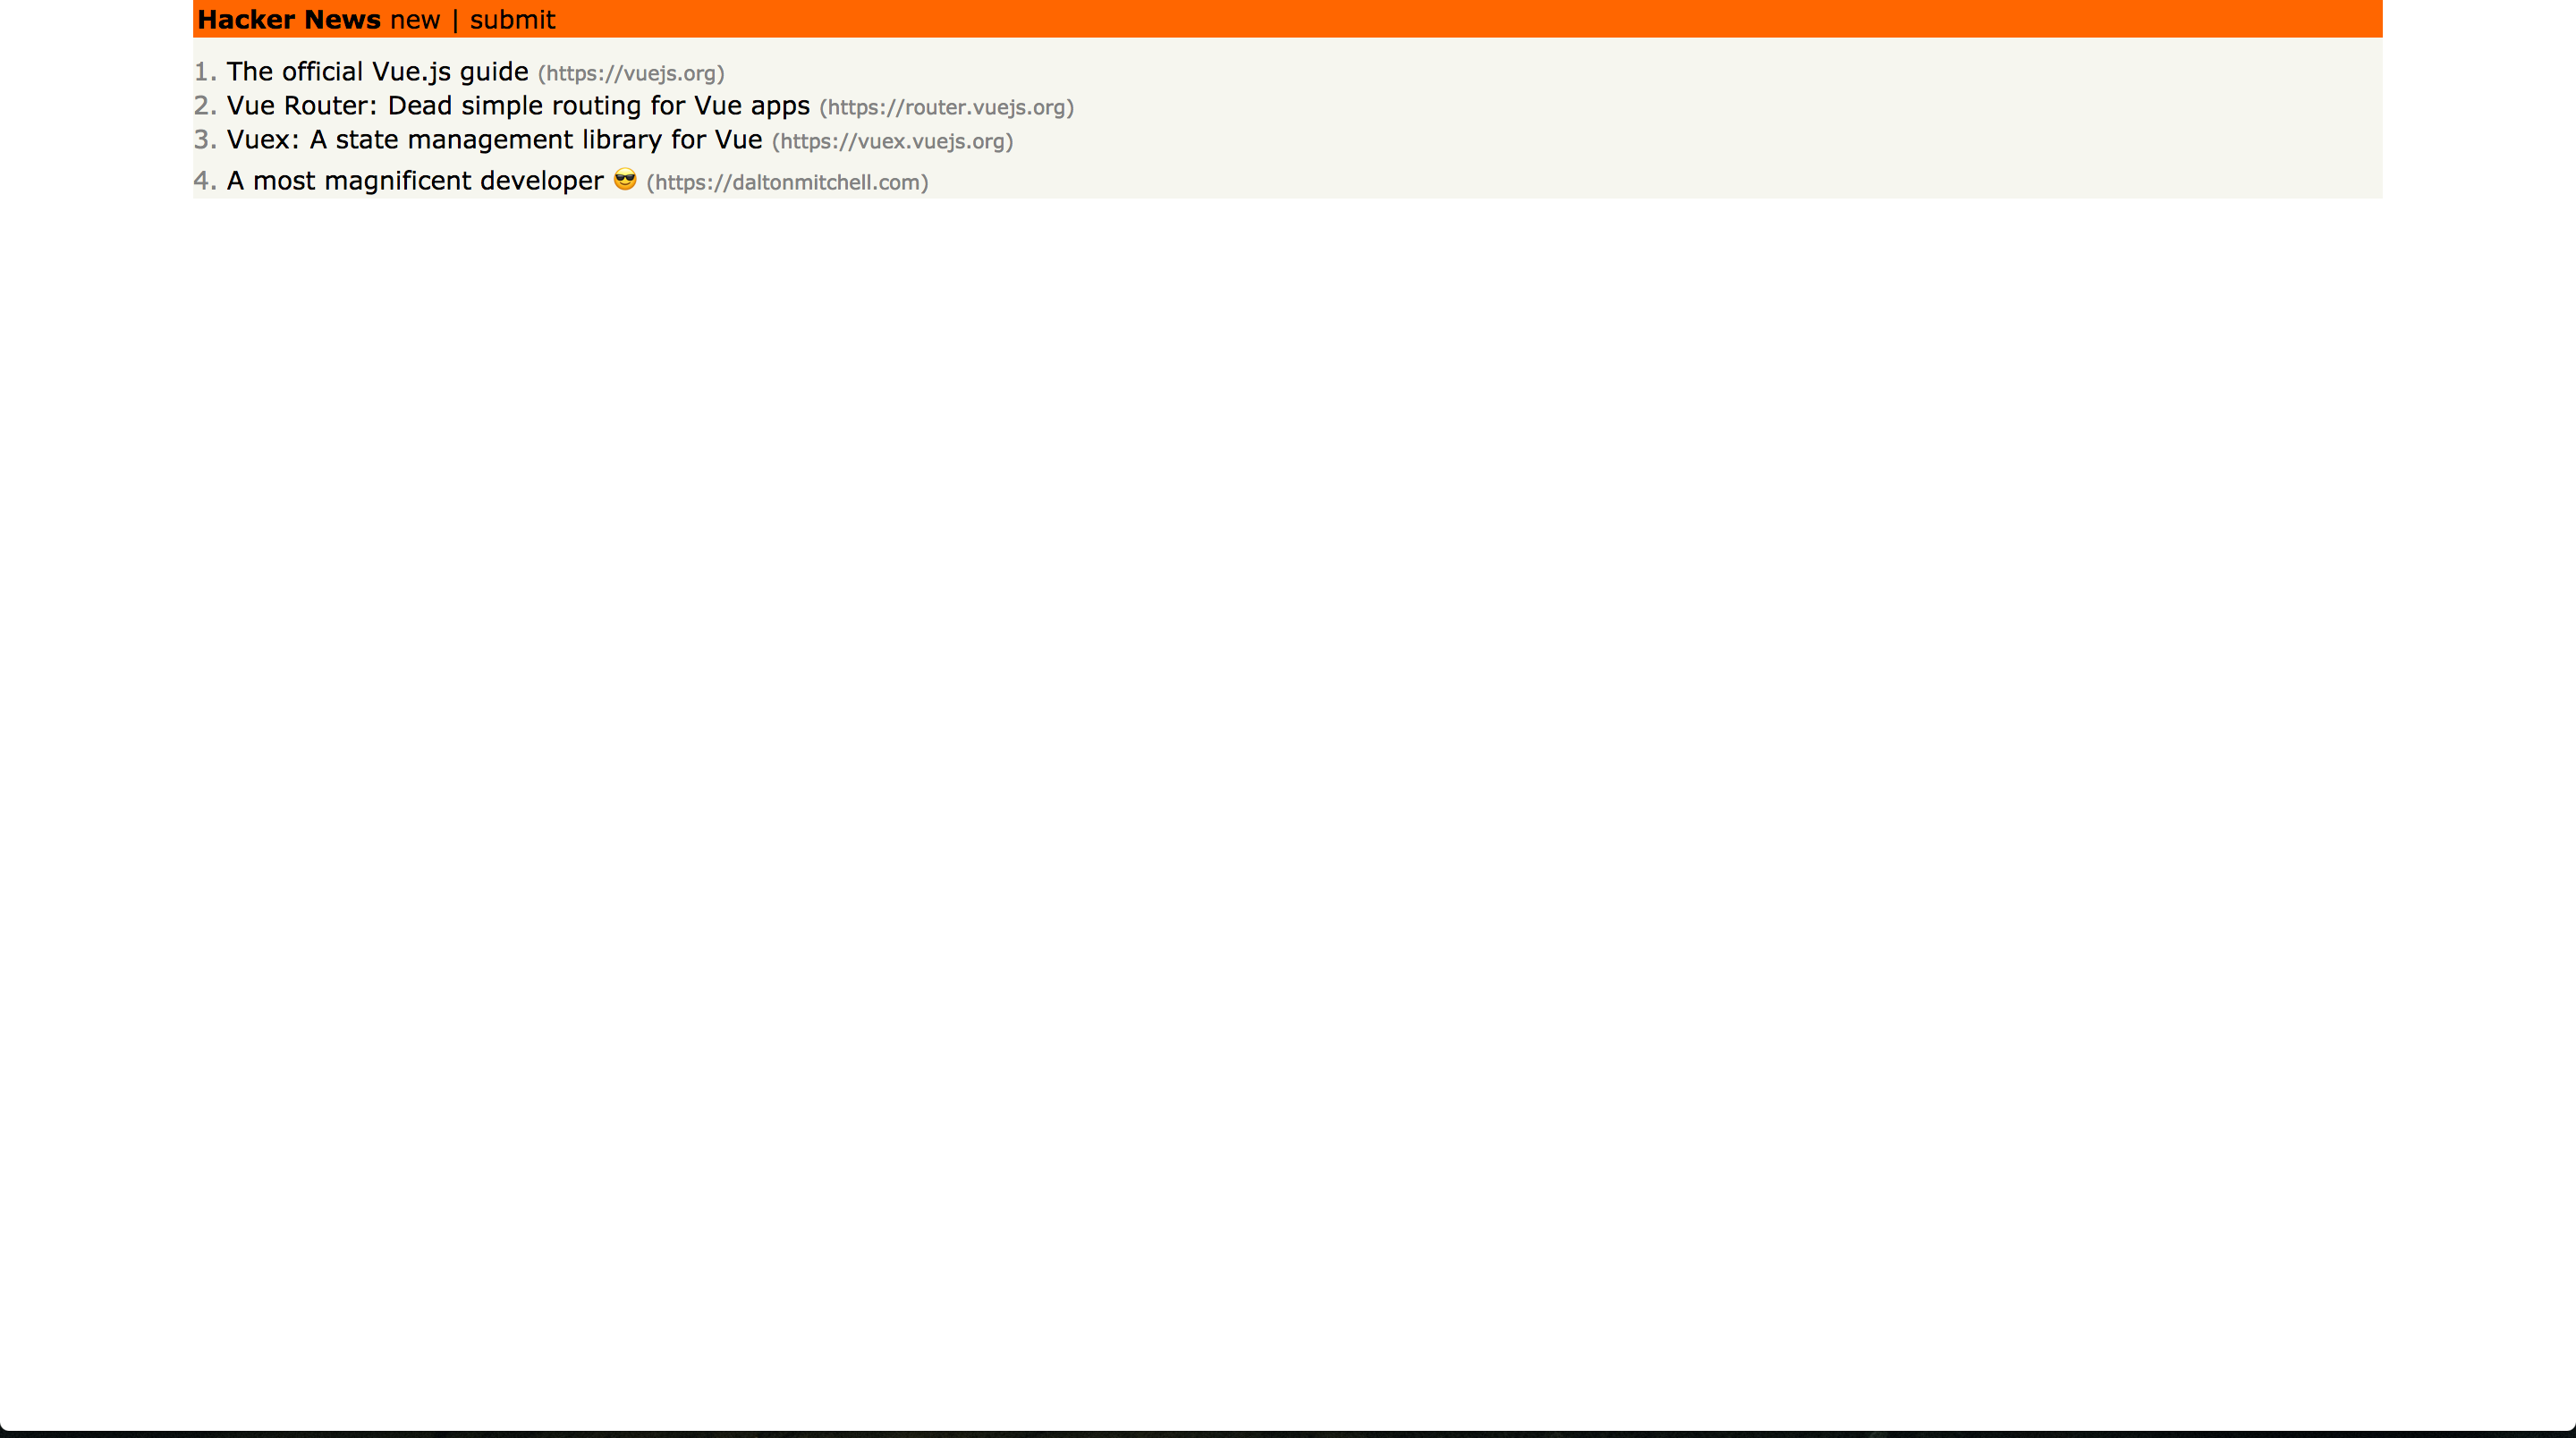 Hacker News new | submit
1. The official Vue.js guide (https://vuejs.org)
2. Vue Router: Dead simple routing for Vue apps (https://router.vuejs.org)
3. Vuex: A state management library for Vue (https://vuex.vuejs.org)
4. A most magnificent developer 😎 (https://daltonmitchell.com)